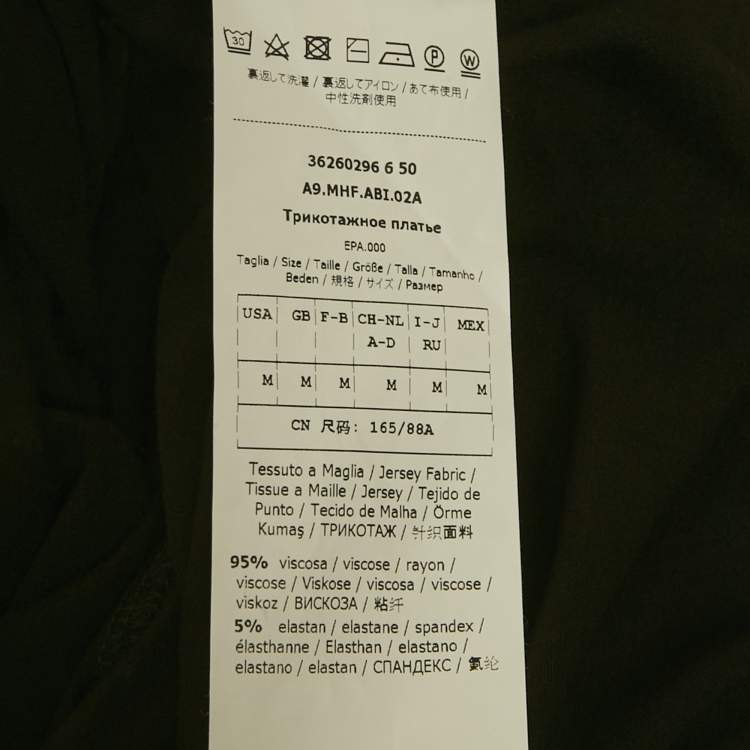 30
P
W
裏返して洗濯 / 裏返してアイロン / あて布使用 /
中性洗剤使用
36260296 6 50
A9.MHF.ABI.02A
Трикотажное платье
EPA.000
Taglia / Size / Taille / Größe / Talla / Tamanho /
Beden / 規格 / サイズ / Размер
USA GB F-B CH-NL I-J MEX
A-D RU
M M M M M M
CN 尺码: 165/88A
Tessuto a Maglia / Jersey Fabric /
Tissue a Maille / Jersey / Tejido de
Punto / Tecido de Malha / Örme
Kumaş / ТРИКОТАЖ / 针织面料
95% viscosa / viscose / rayon /
viscose / Viskose / viscosa / viscose /
viskoz / ВИСКОЗА / 粘纤
5% elastan / elastane / spandex /
élasthanne / Elasthan / elastano /
elastano / elastan / СПАНДЕКС / 氨纶